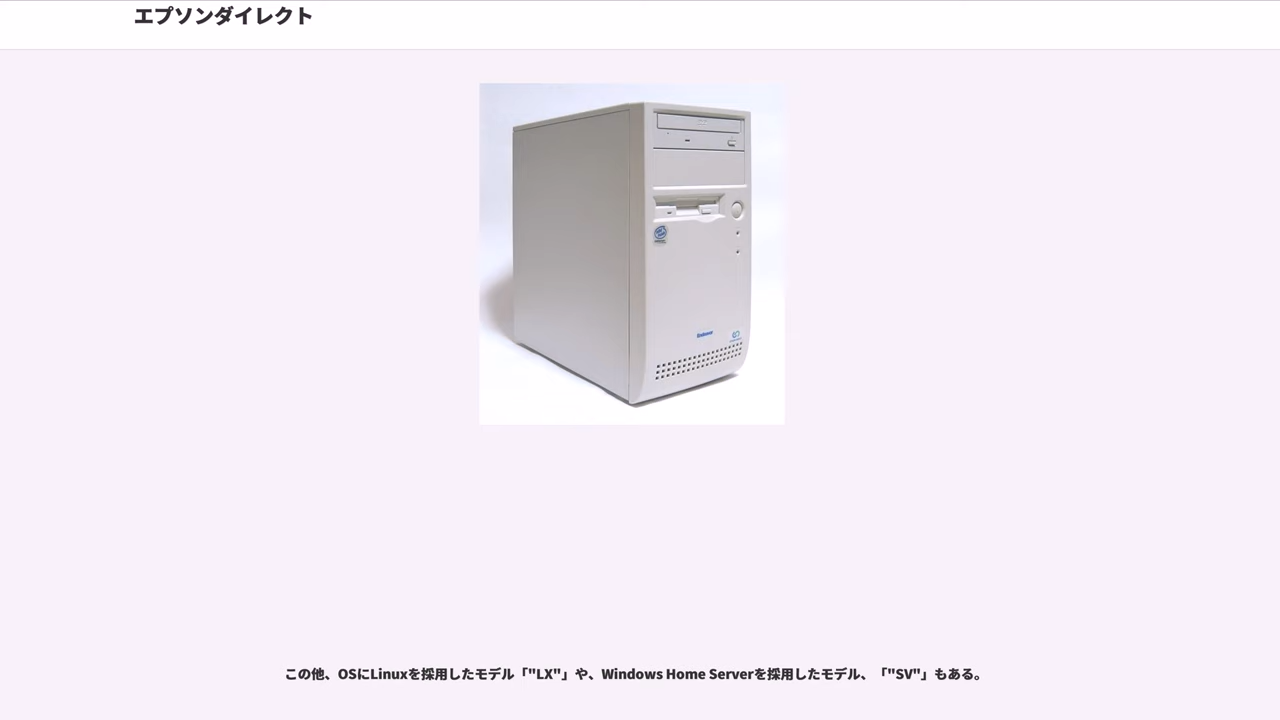 エプソンダイレクト
Endeavor
この他、OSにLinuxを採用したモデル「"LX"」や、Windows Home Serverを採用したモデル、「"SV"」もある。